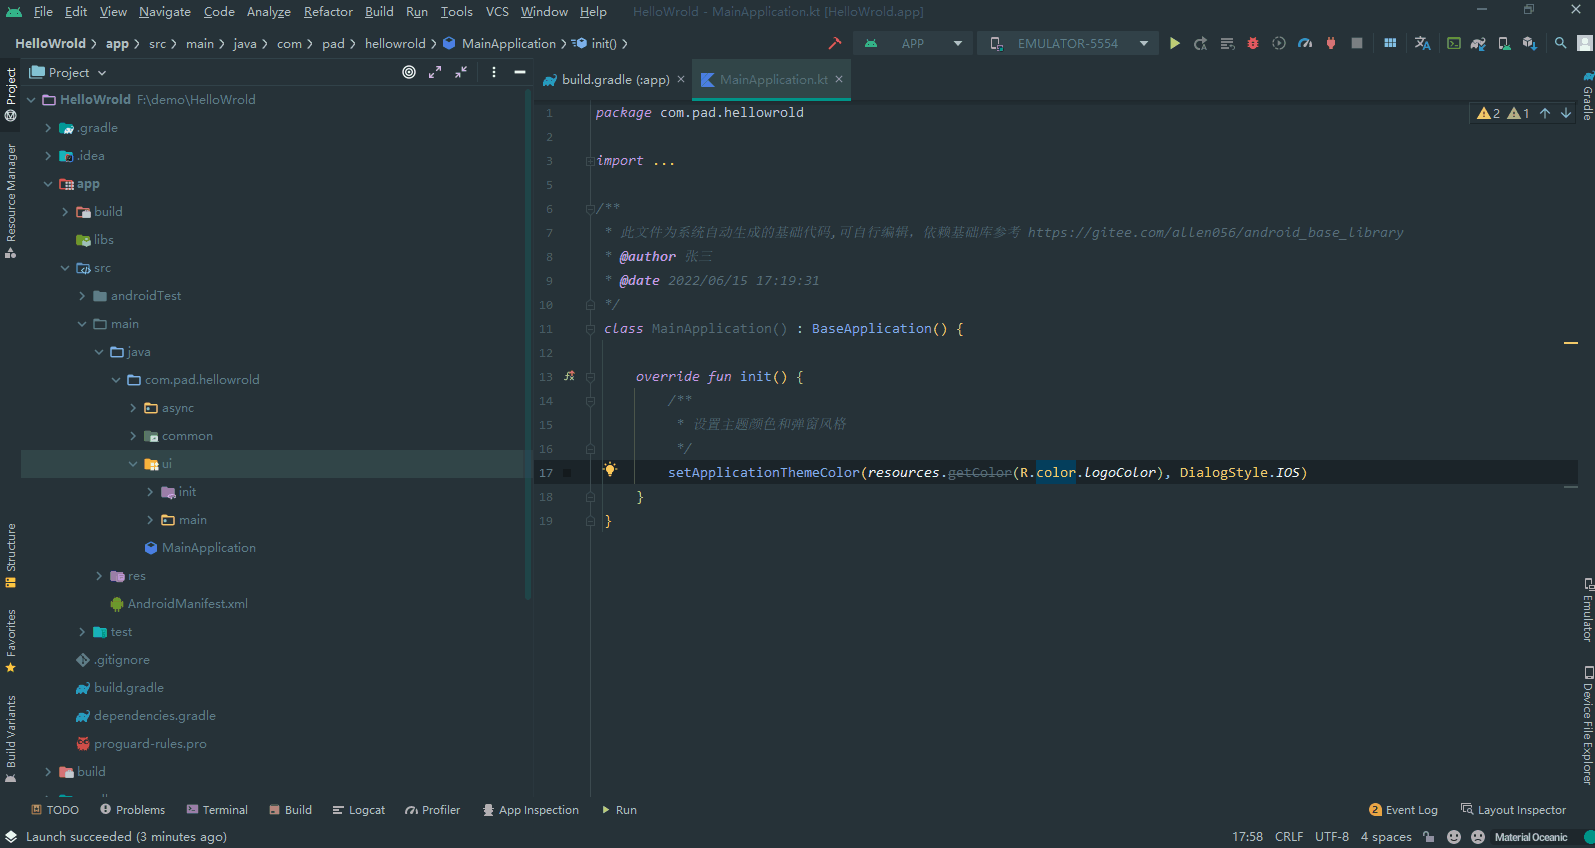 File Edit View Navigate Code Analyze Refactor Build Run Tools VCS Window Help HelloWrold - MainApplication.kt [HelloWrold.app]
HelloWrold app src main java com pad hellowrold MainApplication init() APP EMULATOR-5554
Project
build.gradle (:app)
MainApplication.kt
HelloWrold F:\demo\HelloWrold
.gradle
.idea
app
build
libs
src
androidTest
main
java
com.pad.hellowrold
async
common
ui
init
main
MainApplication
res
AndroidManifest.xml
test
.gitignore
build.gradle
dependencies.gradle
proguard-rules.pro
build
1 package com.pad.hellowrold
2
3 import ...
5
6 /**
7 * 此文件为系统自动生成的基础代码,可自行编辑. 依赖基础库参考 https://gitee.com/allen056/android_base_library
8 * @author 张三
9 * @date 2022/06/15 17:19:31
10 */
11 class MainApplication() : BaseApplication() {
12
13 override fun init() {
14 /**
15 * 设置主题颜色和弹窗风格
16 */
17 setApplicationThemeColor(resources.getColor(R.color.logoColor), DialogStyle.IOS)
18 }
19 }
2 1
Project
Resource Manager
Structure
Favorites
Build Variants
Gradle
Emulator
Device File Explorer
TODO Problems Terminal Build Logcat Profiler App Inspection Run 2 Event Log Layout Inspector
Launch succeeded (3 minutes ago) 17:58 CRLF UTF-8 4 spaces Material Oceanic